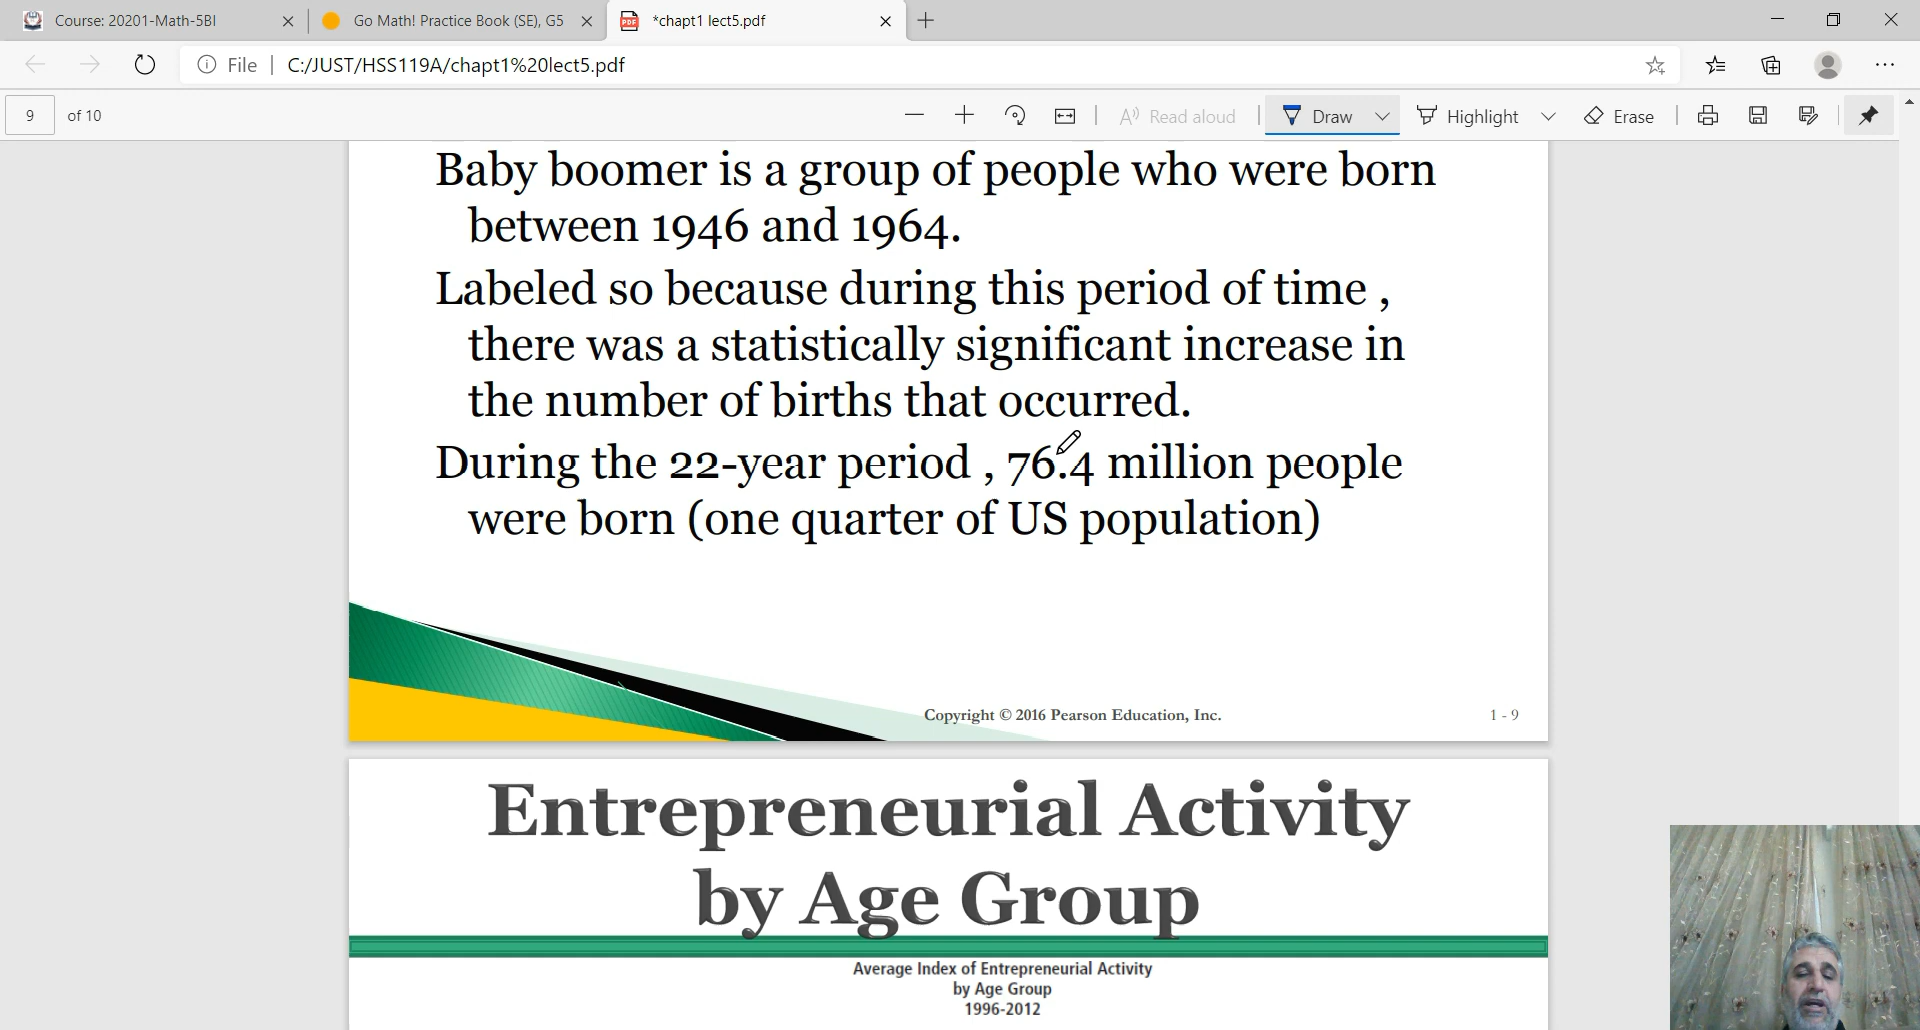 Course: 20201-Math-5BI
Go Math! Practice Book (SE), G5
PDF
*chapt1 lect5.pdf
File
C:/JUST/HSS119A/chapt1%20lect5.pdf
9 of 10
Read aloud
Draw
Highlight
Erase
Baby boomer is a group of people who were born
between 1946 and 1964.
Labeled so because during this period of time ,
there was a statistically significant increase in
the number of births that occurred.
During the 22-year period , 76.4 million people
were born (one quarter of US population)
Copyright © 2016 Pearson Education, Inc.
1 - 9
Entrepreneurial Activity
by Age Group
Average Index of Entrepreneurial Activity
by Age Group
1996-2012